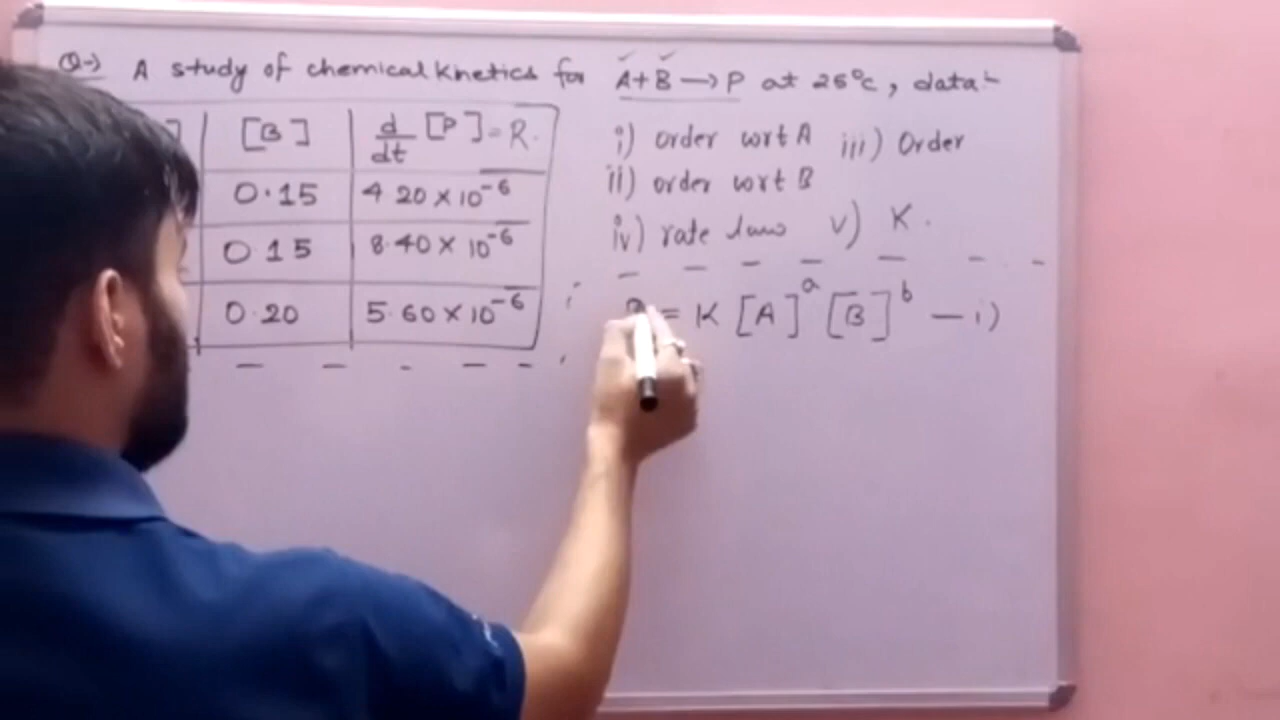 Q→ A study of chemical Kinetics for A+B → P at 25°C, data:-
[B] d/dt [P] = R.
0.15 4.20 × 10⁻⁶
0.15 8.40 × 10⁻⁶
0.20 5.60 × 10⁻⁶
i) order wrt A iii) Order
ii) order wrt B
iv) rate law v) K.
= K [A]ᵃ [B]ᵇ — i)